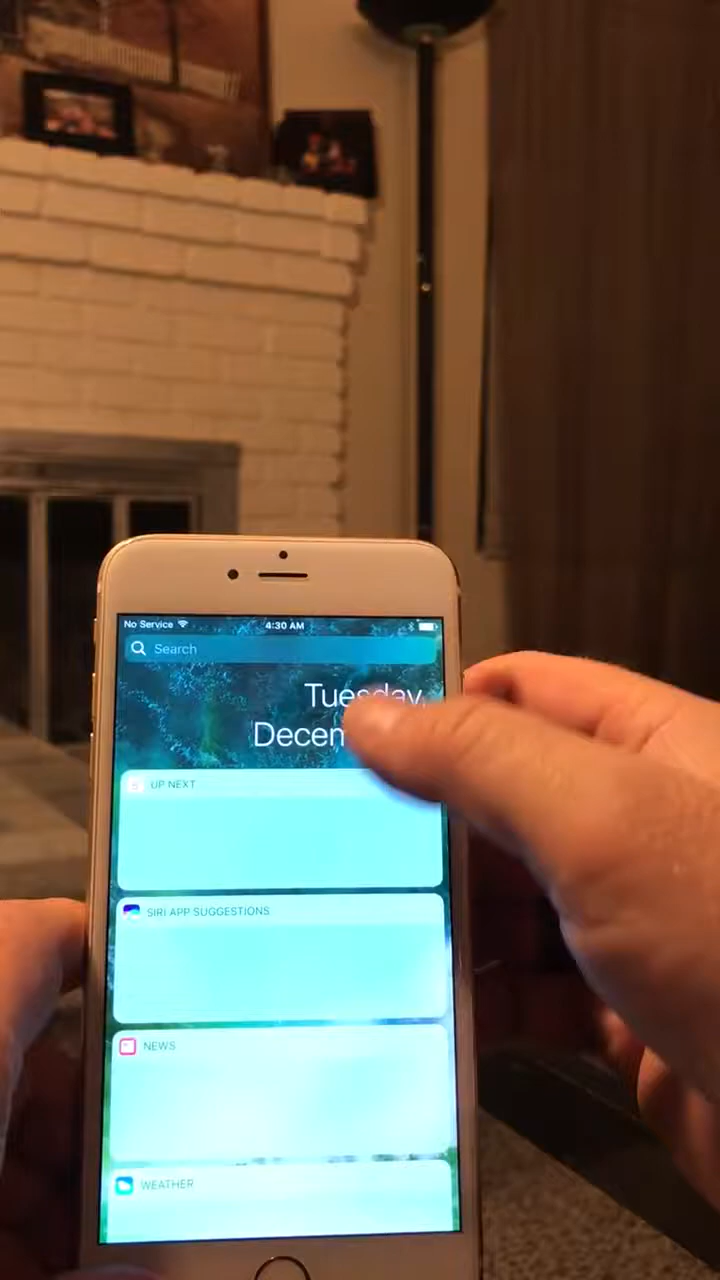 No Service 4:30 AM
Search
Tuesday,
Decem
UP NEXT
SIRI APP SUGGESTIONS
NEWS
WEATHER